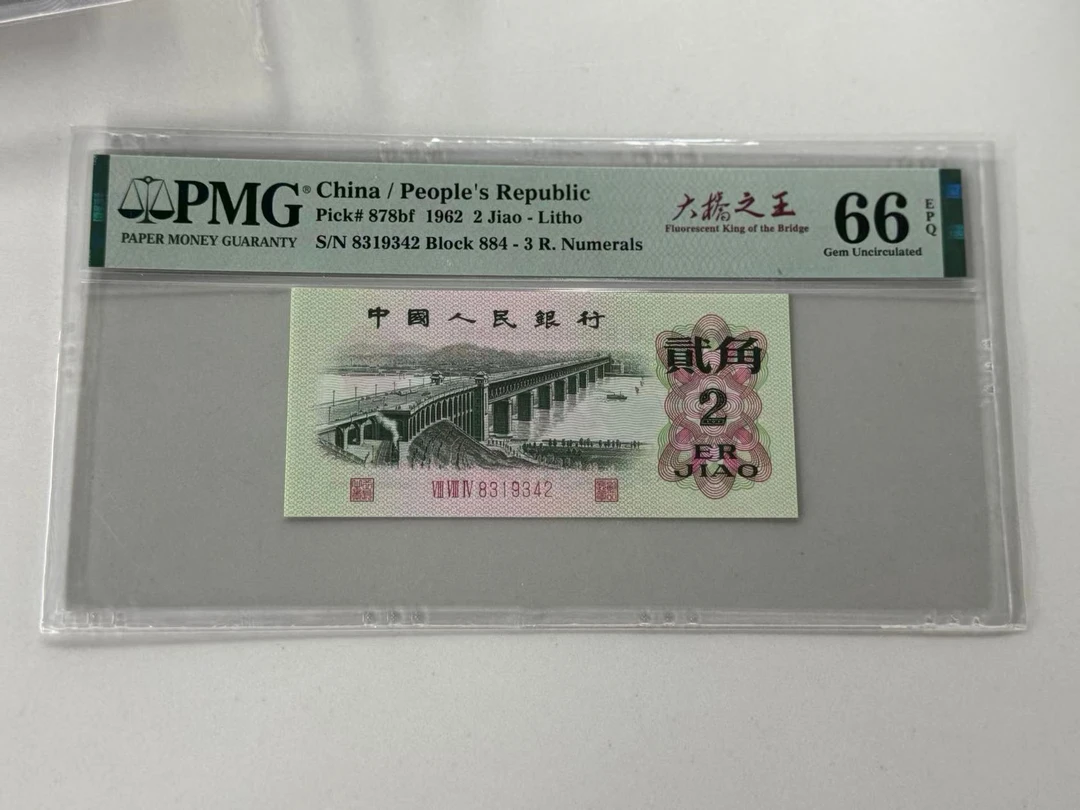 PMG®
PAPER MONEY GUARANTY
China / People's Republic
Pick# 878bf 1962 2 Jiao - Litho
S/N 8319342 Block 884 - 3 R. Numerals
大橋之王
Fluorescent King of the Bridge
66
EPQ
Gem Uncirculated
中國人民銀行
貳角
2
ER
JIAO
VIII VIII IV 8319342